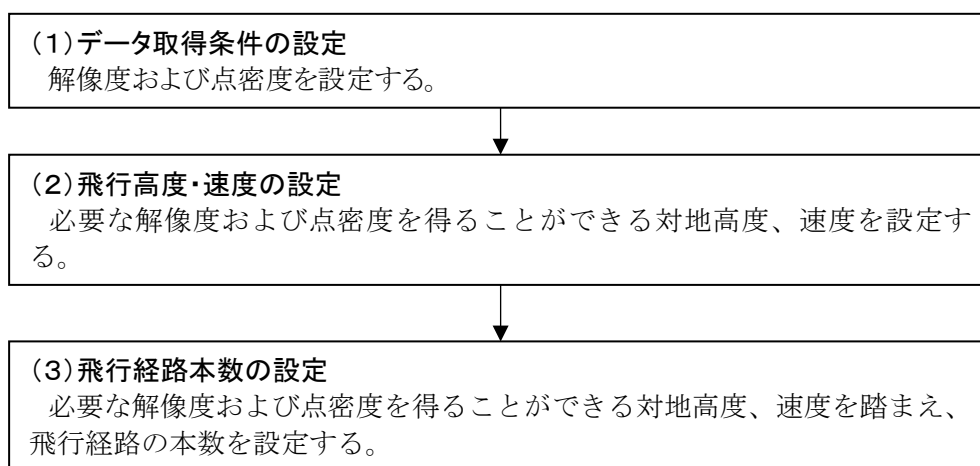 (1)データ取得条件の設定
解像度および点密度を設定する。
(2)飛行高度・速度の設定
必要な解像度および点密度を得ることができる対地高度、速度を設定す
る。
(3)飛行経路本数の設定
必要な解像度および点密度を得ることができる対地高度、速度を踏まえ、
飛行経路の本数を設定する。